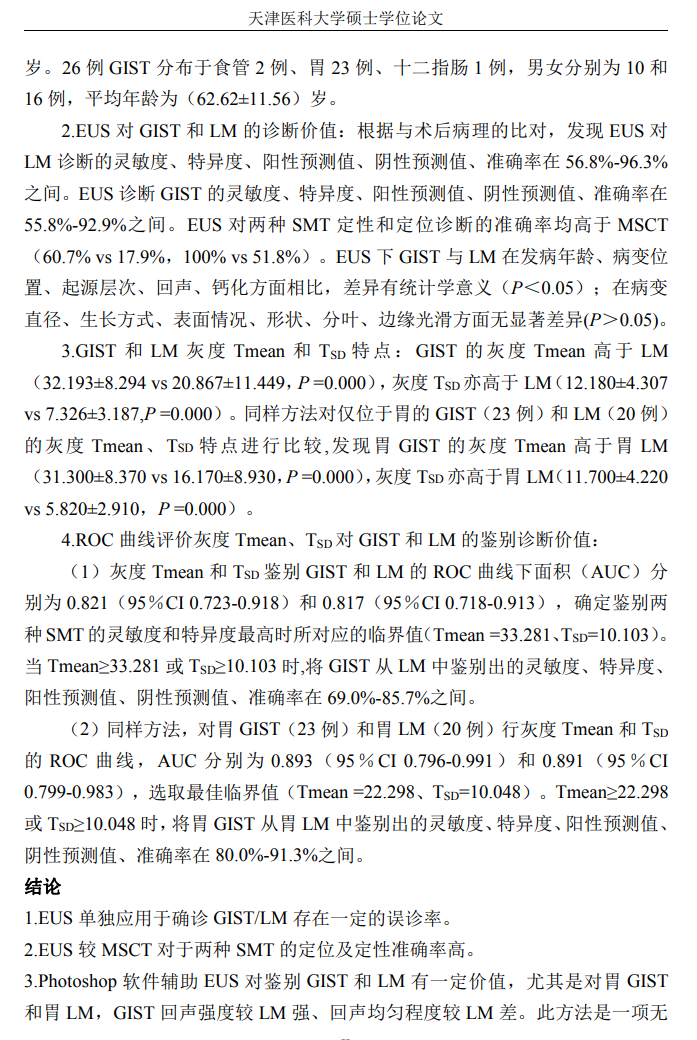 天津医科大学硕士学位论文
岁。26 例 GIST 分布于食管 2 例、胃 23 例、十二指肠 1 例，男女分别为 10 和
16 例，平均年龄为（62.62±11.56）岁。
2.EUS 对 GIST 和 LM 的诊断价值：根据与术后病理的比对，发现 EUS 对
LM 诊断的灵敏度、特异度、阳性预测值、阴性预测值、准确率在 56.8%-96.3%
之间。EUS 诊断 GIST 的灵敏度、特异度、阳性预测值、阴性预测值、准确率在
55.8%-92.9%之间。EUS 对两种 SMT 定性和定位诊断的准确率均高于 MSCT
（60.7% vs 17.9%，100% vs 51.8%）。EUS 下 GIST 与 LM 在发病年龄、病变位
置、起源层次、回声、钙化方面相比，差异有统计学意义（P＜0.05）；在病变
直径、生长方式、表面情况、形状、分叶、边缘光滑方面无显著差异(P＞0.05)。
3.GIST 和 LM 灰度 Tmean 和 TSD 特点：GIST 的灰度 Tmean 高于 LM
（32.193±8.294 vs 20.867±11.449，P =0.000），灰度 TSD 亦高于 LM（12.180±4.307
vs 7.326±3.187,P =0.000）。同样方法对仅位于胃的 GIST（23 例）和 LM（20 例）
的灰度 Tmean、TSD 特点进行比较,发现胃 GIST 的灰度 Tmean 高于胃 LM
（31.300±8.370 vs 16.170±8.930，P =0.000），灰度 TSD 亦高于胃 LM（11.700±4.220
vs 5.820±2.910，P =0.000）。
4.ROC 曲线评价灰度 Tmean、TSD 对 GIST 和 LM 的鉴别诊断价值：
（1）灰度 Tmean 和 TSD 鉴别 GIST 和 LM 的 ROC 曲线下面积（AUC）分
别为 0.821（95％CI 0.723-0.918）和 0.817（95％CI 0.718-0.913），确定鉴别两
种 SMT 的灵敏度和特异度最高时所对应的临界值（Tmean =33.281、TSD=10.103）。
当 Tmean≥33.281 或 TSD≥10.103 时,将 GIST 从 LM 中鉴别出的灵敏度、特异度、
阳性预测值、阴性预测值、准确率在 69.0%-85.7%之间。
（2）同样方法，对胃 GIST（23 例）和胃 LM（20 例）行灰度 Tmean 和 TSD
的 ROC 曲线，AUC 分别为 0.893（95％CI 0.796-0.991）和 0.891（95％CI
0.799-0.983），选取最佳临界值（Tmean =22.298、TSD=10.048）。Tmean≥22.298
或 TSD≥10.048 时，将胃 GIST 从胃 LM 中鉴别出的灵敏度、特异度、阳性预测值、
阴性预测值、准确率在 80.0%-91.3%之间。
结论
1.EUS 单独应用于确诊 GIST/LM 存在一定的误诊率。
2.EUS 较 MSCT 对于两种 SMT 的定位及定性准确率高。
3.Photoshop 软件辅助 EUS 对鉴别 GIST 和 LM 有一定价值，尤其是对胃 GIST
和胃 LM，GIST 回声强度较 LM 强、回声均匀程度较 LM 差。此方法是一项无